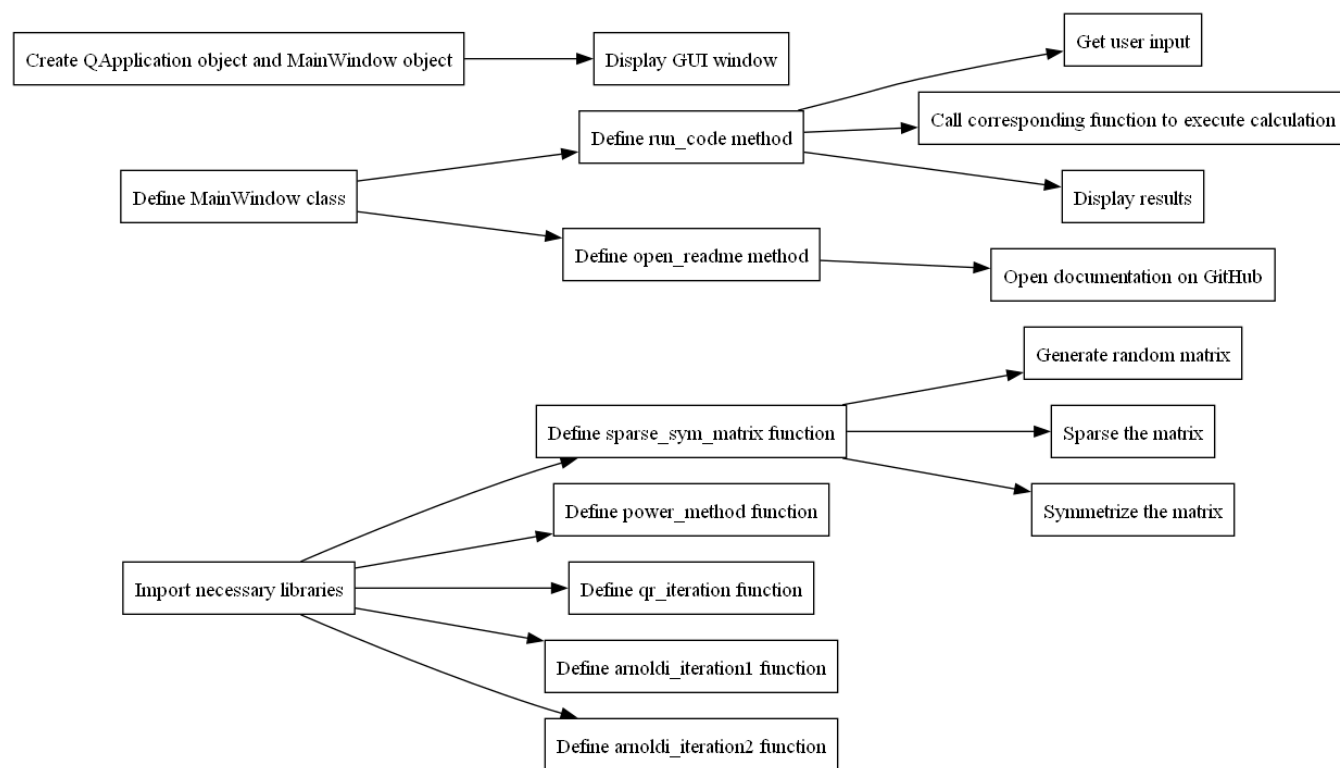 Create QApplication object and MainWindow object
Display GUI window
Get user input
Define run_code method
Call corresponding function to execute calculation
Define MainWindow class
Display results
Define open_readme method
Open documentation on GitHub
Generate random matrix
Define sparse_sym_matrix function
Sparse the matrix
Define power_method function
Symmetrize the matrix
Import necessary libraries
Define qr_iteration function
Define arnoldi_iteration1 function
Define arnoldi_iteration2 function